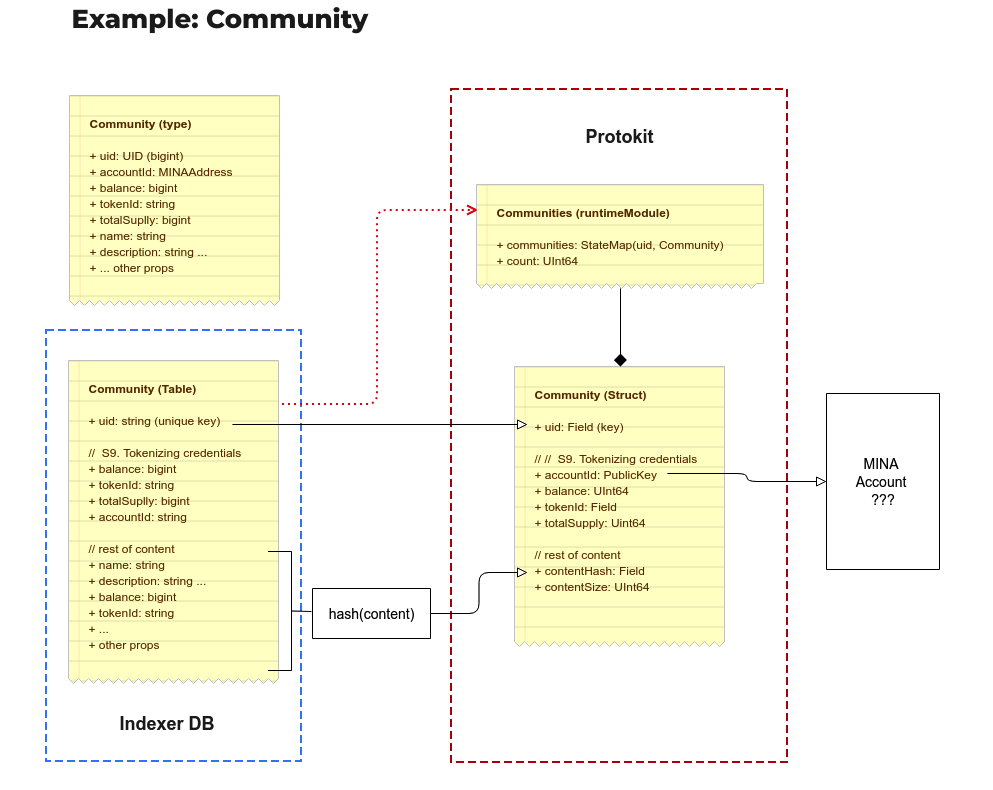 Example: Community
Community (type)
+ uid: UID (bigint)
+ accountId: MINAAddress
+ balance: bigint
+ tokenId: string
+ totalSuplly: bigint
+ name: string
+ description: string ...
+ ... other props
Community (Table)
+ uid: string (unique key)
// S9. Tokenizing credentials
+ balance: bigint
+ tokenId: string
+ totalSuplly: bigint
+ accountId: string
// rest of content
+ name: string
+ description: string ...
+ balance: bigint
+ tokenId: string
+ ...
+ other props
Indexer DB
hash(content)
Protokit
Communities (runtimeModule)
+ communities: StateMap(uid, Community)
+ count: UInt64
Community (Struct)
+ uid: Field (key)
// // S9. Tokenizing credentials
+ accountId: PublicKey
+ balance: UInt64
+ tokenId: Field
+ totalSupply: Uint64
// rest of content
+ contentHash: Field
+ contentSize: UInt64
MINA
Account
???